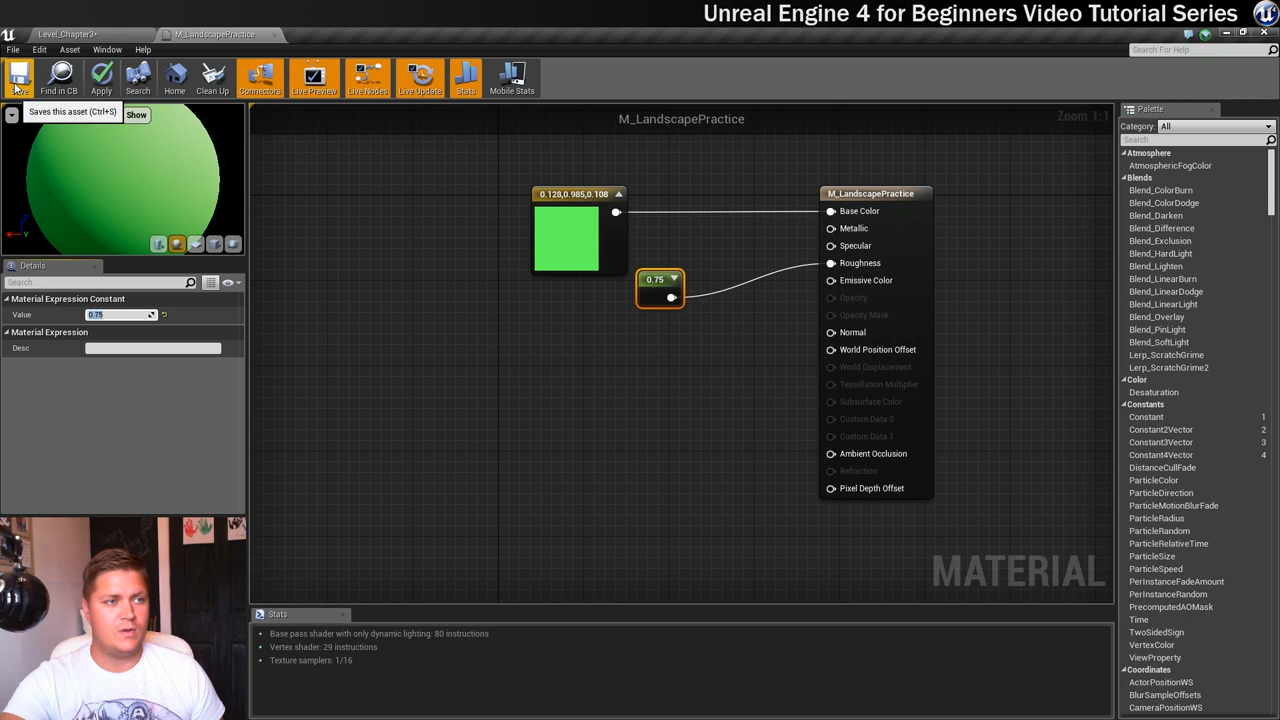 Unreal Engine 4 for Beginners Video Tutorial Series
Level_Chapter3*
M_LandscapePractice
File Edit Asset Window Help
Search For Help
Save
Find in CB
Apply
Search
Home
Clean Up
Connectors
Live Preview
Live Nodes
Live Update
Stats
Mobile Stats
Saves this asset (Ctrl+S)
Show
M_LandscapePractice
Zoom 1:1
0.128,0.985,0.108
0.75
M_LandscapePractice
Base Color
Metallic
Specular
Roughness
Emissive Color
Opacity
Opacity Mask
Normal
World Position Offset
World Displacement
Tessellation Multiplier
Subsurface Color
Custom Data 0
Custom Data 1
Ambient Occlusion
Refraction
Pixel Depth Offset
MATERIAL
Details
Search
Material Expression Constant
Value 0.75
Material Expression
Desc
Stats
Base pass shader with only dynamic lighting: 80 instructions
Vertex shader: 29 instructions
Texture samplers: 1/16
Palette
Category: All
Search
Atmosphere
AtmosphericFogColor
Blends
Blend_ColorBurn
Blend_ColorDodge
Blend_Darken
Blend_Difference
Blend_Exclusion
Blend_HardLight
Blend_Lighten
Blend_LinearBurn
Blend_LinearDodge
Blend_LinearLight
Blend_Overlay
Blend_PinLight
Blend_SoftLight
Lerp_ScratchGrime
Lerp_ScratchGrime2
Color
Desaturation
Constants
Constant 1
Constant2Vector 2
Constant3Vector 3
Constant4Vector 4
DistanceCullFade
ParticleColor
ParticleDirection
ParticleMotionBlurFade
ParticleRadius
ParticleRandom
ParticleRelativeTime
ParticleSize
ParticleSpeed
PerInstanceFadeAmount
PerInstanceRandom
PrecomputedAOMask
Time
TwoSidedSign
VertexColor
ViewProperty
Coordinates
ActorPositionWS
BlurSampleOffsets
CameraPositionWS